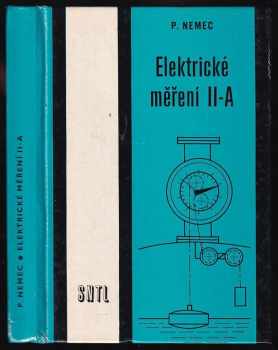 P. NEMEC ● ELEKTRICKÉ MĚŘENÍ II-A
SNTL
P. NEMEC
Elektrické
měření II-A